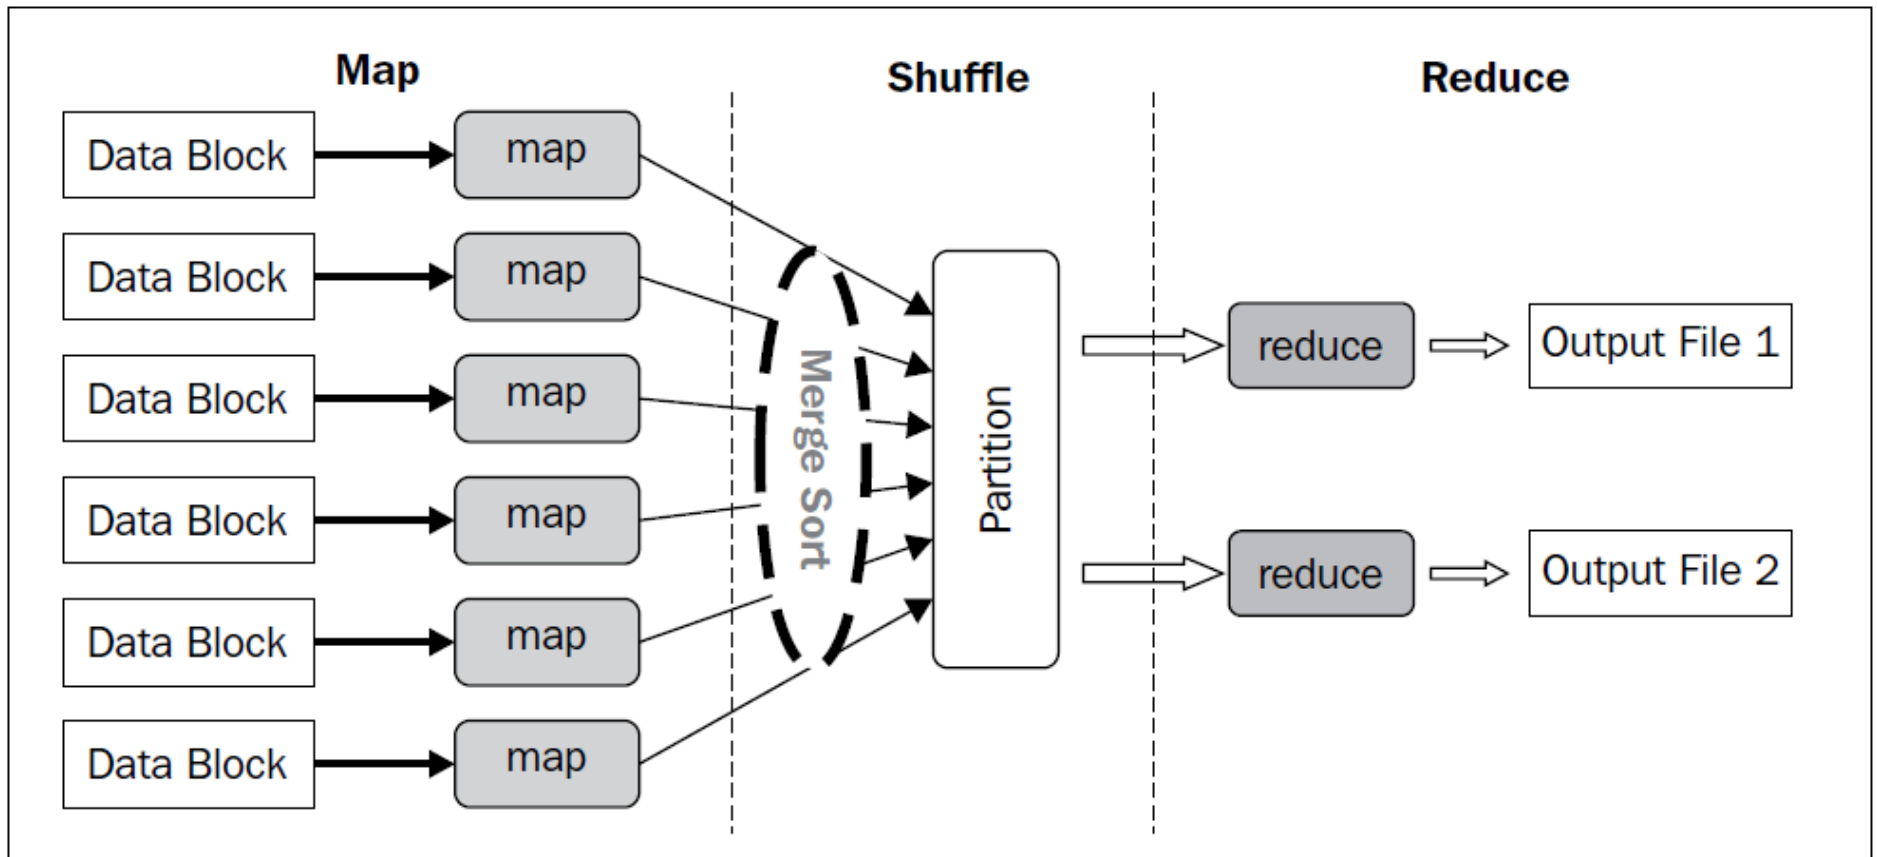 Map
Shuffle
Reduce
Data Block
map
Data Block
map
Data Block
map
Data Block
map
Data Block
map
Data Block
map
Merge Sort
Partition
reduce
Output File 1
reduce
Output File 2